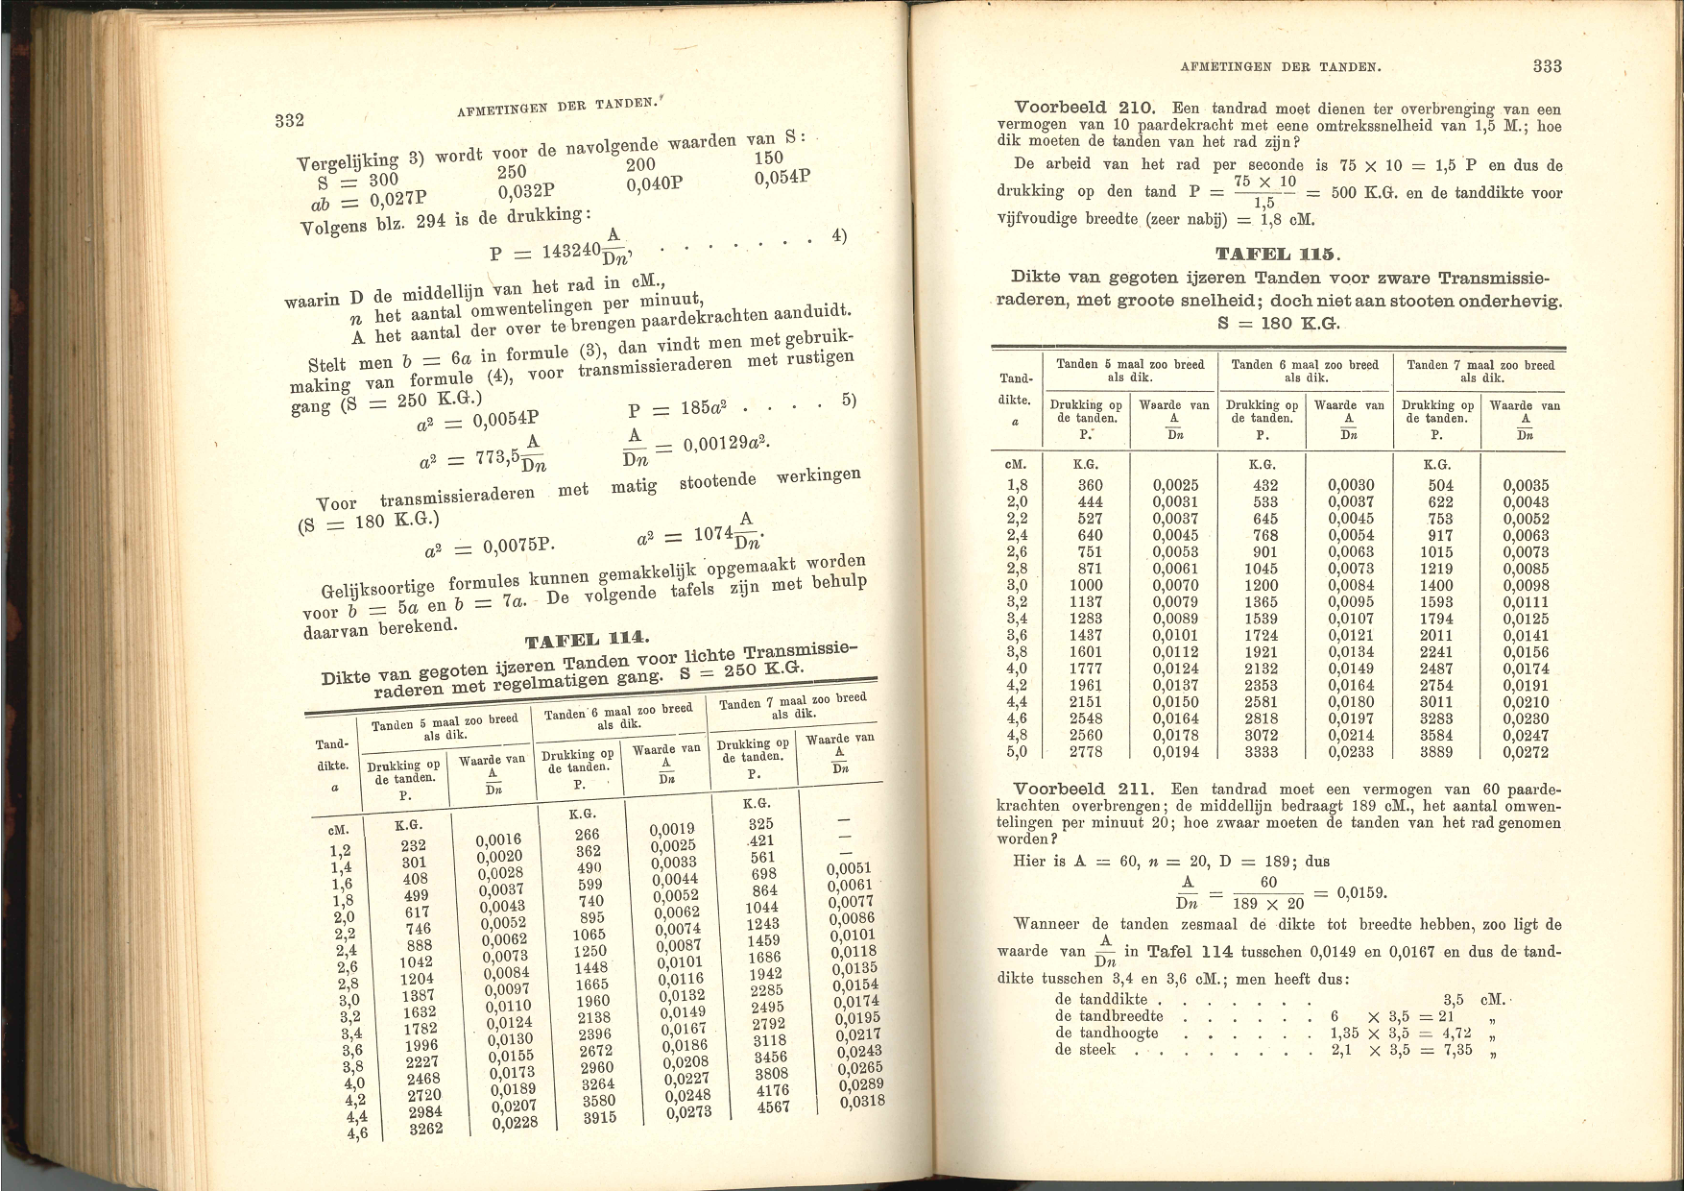 332
AFMETINGEN DER TANDEN.
Vergelijking 3) wordt voor de navolgende waarden van S:
S = 300 250 200 150
ab = 0,027P 0,032P 0,040P 0,054P
Volgens blz. 294 is de drukking:
P = 143240 A/Dn, . . . . . . . 4)
waarin D de middellijn van het rad in cM.,
n het aantal omwentelingen per minuut,
A het aantal der over te brengen paardekrachten aanduidt.
Stelt men b = 6a in formule (3), dan vindt men met gebruik-
making van formule (4), voor transmissieraderen met rustigen
gang (S = 250 K.G.)
a² = 0,0054P P = 185a² . . . . 5)
a² = 773,5 A/Dn A/Dn = 0,00129a².
Voor transmissieraderen met matig stootende werkingen
(S = 180 K.G.)
a² = 0,0075P. a² = 1074 A/Dn.
Gelijksoortige formules kunnen gemakkelijk opgemaakt worden
voor b = 5a en b = 7a. De volgende tafels zijn met behulp
daarvan berekend.
TAFEL 114.
Dikte van gegoten ijzeren Tanden voor lichte Transmissie-
raderen met regelmatigen gang. S = 250 K.G.
Tand-
dikte.
a
Tanden 5 maal zoo breed
als dik.
Tanden 6 maal zoo breed
als dik.
Tanden 7 maal zoo breed
als dik.
Drukking op
de tanden.
P.
Waarde van
A/Dn
Drukking op
de tanden.
P.
Waarde van
A/Dn
Drukking op
de tanden.
P.
Waarde van
A/Dn
cM. K.G. K.G. K.G.
1,2 232 0,0016 266 0,0019 325 —
1,4 301 0,0020 362 0,0025 421 —
1,6 408 0,0028 490 0,0033 561 —
1,8 499 0,0037 599 0,0044 698 0,0051
2,0 617 0,0043 740 0,0052 864 0,0061
2,2 746 0,0052 895 0,0062 1044 0,0077
2,4 888 0,0062 1065 0,0074 1243 0,0086
2,6 1042 0,0073 1250 0,0087 1459 0,0101
2,8 1204 0,0084 1448 0,0101 1686 0,0118
3,0 1387 0,0097 1665 0,0116 1942 0,0135
3,2 1632 0,0110 1960 0,0132 2285 0,0154
3,4 1782 0,0124 2138 0,0149 2495 0,0174
3,6 1996 0,0130 2396 0,0167 2792 0,0195
3,8 2227 0,0155 2672 0,0186 3118 0,0217
4,0 2468 0,0173 2960 0,0208 3456 0,0243
4,2 2720 0,0189 3264 0,0227 3808 0,0265
4,4 2984 0,0207 3580 0,0248 4176 0,0289
4,6 3262 0,0228 3915 0,0273 4567 0,0318
AFMETINGEN DER TANDEN.
333
Voorbeeld 210. Een tandrad moet dienen ter overbrenging van een
vermogen van 10 paardekracht met eene omtrekssnelheid van 1,5 M.; hoe
dik moeten de tanden van het rad zijn?
De arbeid van het rad per seconde is 75 × 10 = 1,5 P en dus de
drukking op den tand P = 75 × 10/1,5 = 500 K.G. en de tanddikte voor
vijfvoudige breedte (zeer nabij) = 1,8 cM.
TAFEL 115.
Dikte van gegoten ijzeren Tanden voor zware Transmissie-
raderen, met groote snelheid; doch niet aan stooten onderhevig.
S = 180 K.G.
Tand-
dikte.
a
Tanden 5 maal zoo breed
als dik.
Tanden 6 maal zoo breed
als dik.
Tanden 7 maal zoo breed
als dik.
Drukking op
de tanden.
P.
Waarde van
A/Dn
Drukking op
de tanden.
P.
Waarde van
A/Dn
Drukking op
de tanden.
P.
Waarde van
A/Dn
cM. K.G. K.G. K.G.
1,8 360 0,0025 432 0,0030 504 0,0035
2,0 444 0,0031 533 0,0037 622 0,0043
2,2 527 0,0037 645 0,0045 753 0,0052
2,4 640 0,0045 768 0,0054 917 0,0063
2,6 751 0,0053 901 0,0063 1015 0,0073
2,8 871 0,0061 1045 0,0073 1219 0,0085
3,0 1000 0,0070 1200 0,0084 1400 0,0098
3,2 1137 0,0079 1365 0,0095 1593 0,0111
3,4 1283 0,0089 1539 0,0107 1794 0,0125
3,6 1437 0,0101 1724 0,0121 2011 0,0141
3,8 1601 0,0112 1921 0,0134 2241 0,0156
4,0 1777 0,0124 2132 0,0149 2487 0,0174
4,2 1961 0,0137 2353 0,0164 2754 0,0191
4,4 2151 0,0150 2581 0,0180 3011 0,0210
4,6 2548 0,0164 2818 0,0197 3283 0,0230
4,8 2560 0,0178 3072 0,0214 3584 0,0247
5,0 2778 0,0194 3333 0,0233 3889 0,0272
Voorbeeld 211. Een tandrad moet een vermogen van 60 paarde-
krachten overbrengen; de middellijn bedraagt 189 cM., het aantal omwen-
telingen per minuut 20; hoe zwaar moeten de tanden van het rad genomen
worden?
Hier is A = 60, n = 20, D = 189; dus
A/Dn = 60/189 × 20 = 0,0159.
Wanneer de tanden zesmaal de dikte tot breedte hebben, zoo ligt de
waarde van A/Dn in Tafel 114 tusschen 0,0149 en 0,0167 en dus de tand-
dikte tusschen 3,4 en 3,6 cM.; men heeft dus:
de tanddikte . . . . . . . 3,5 cM.
de tandbreedte . . . . . . 6 × 3,5 = 21 „
de tandhoogte . . . . . . 1,35 × 3,5 = 4,72 „
de steek . . . . . . . . 2,1 × 3,5 = 7,35 „